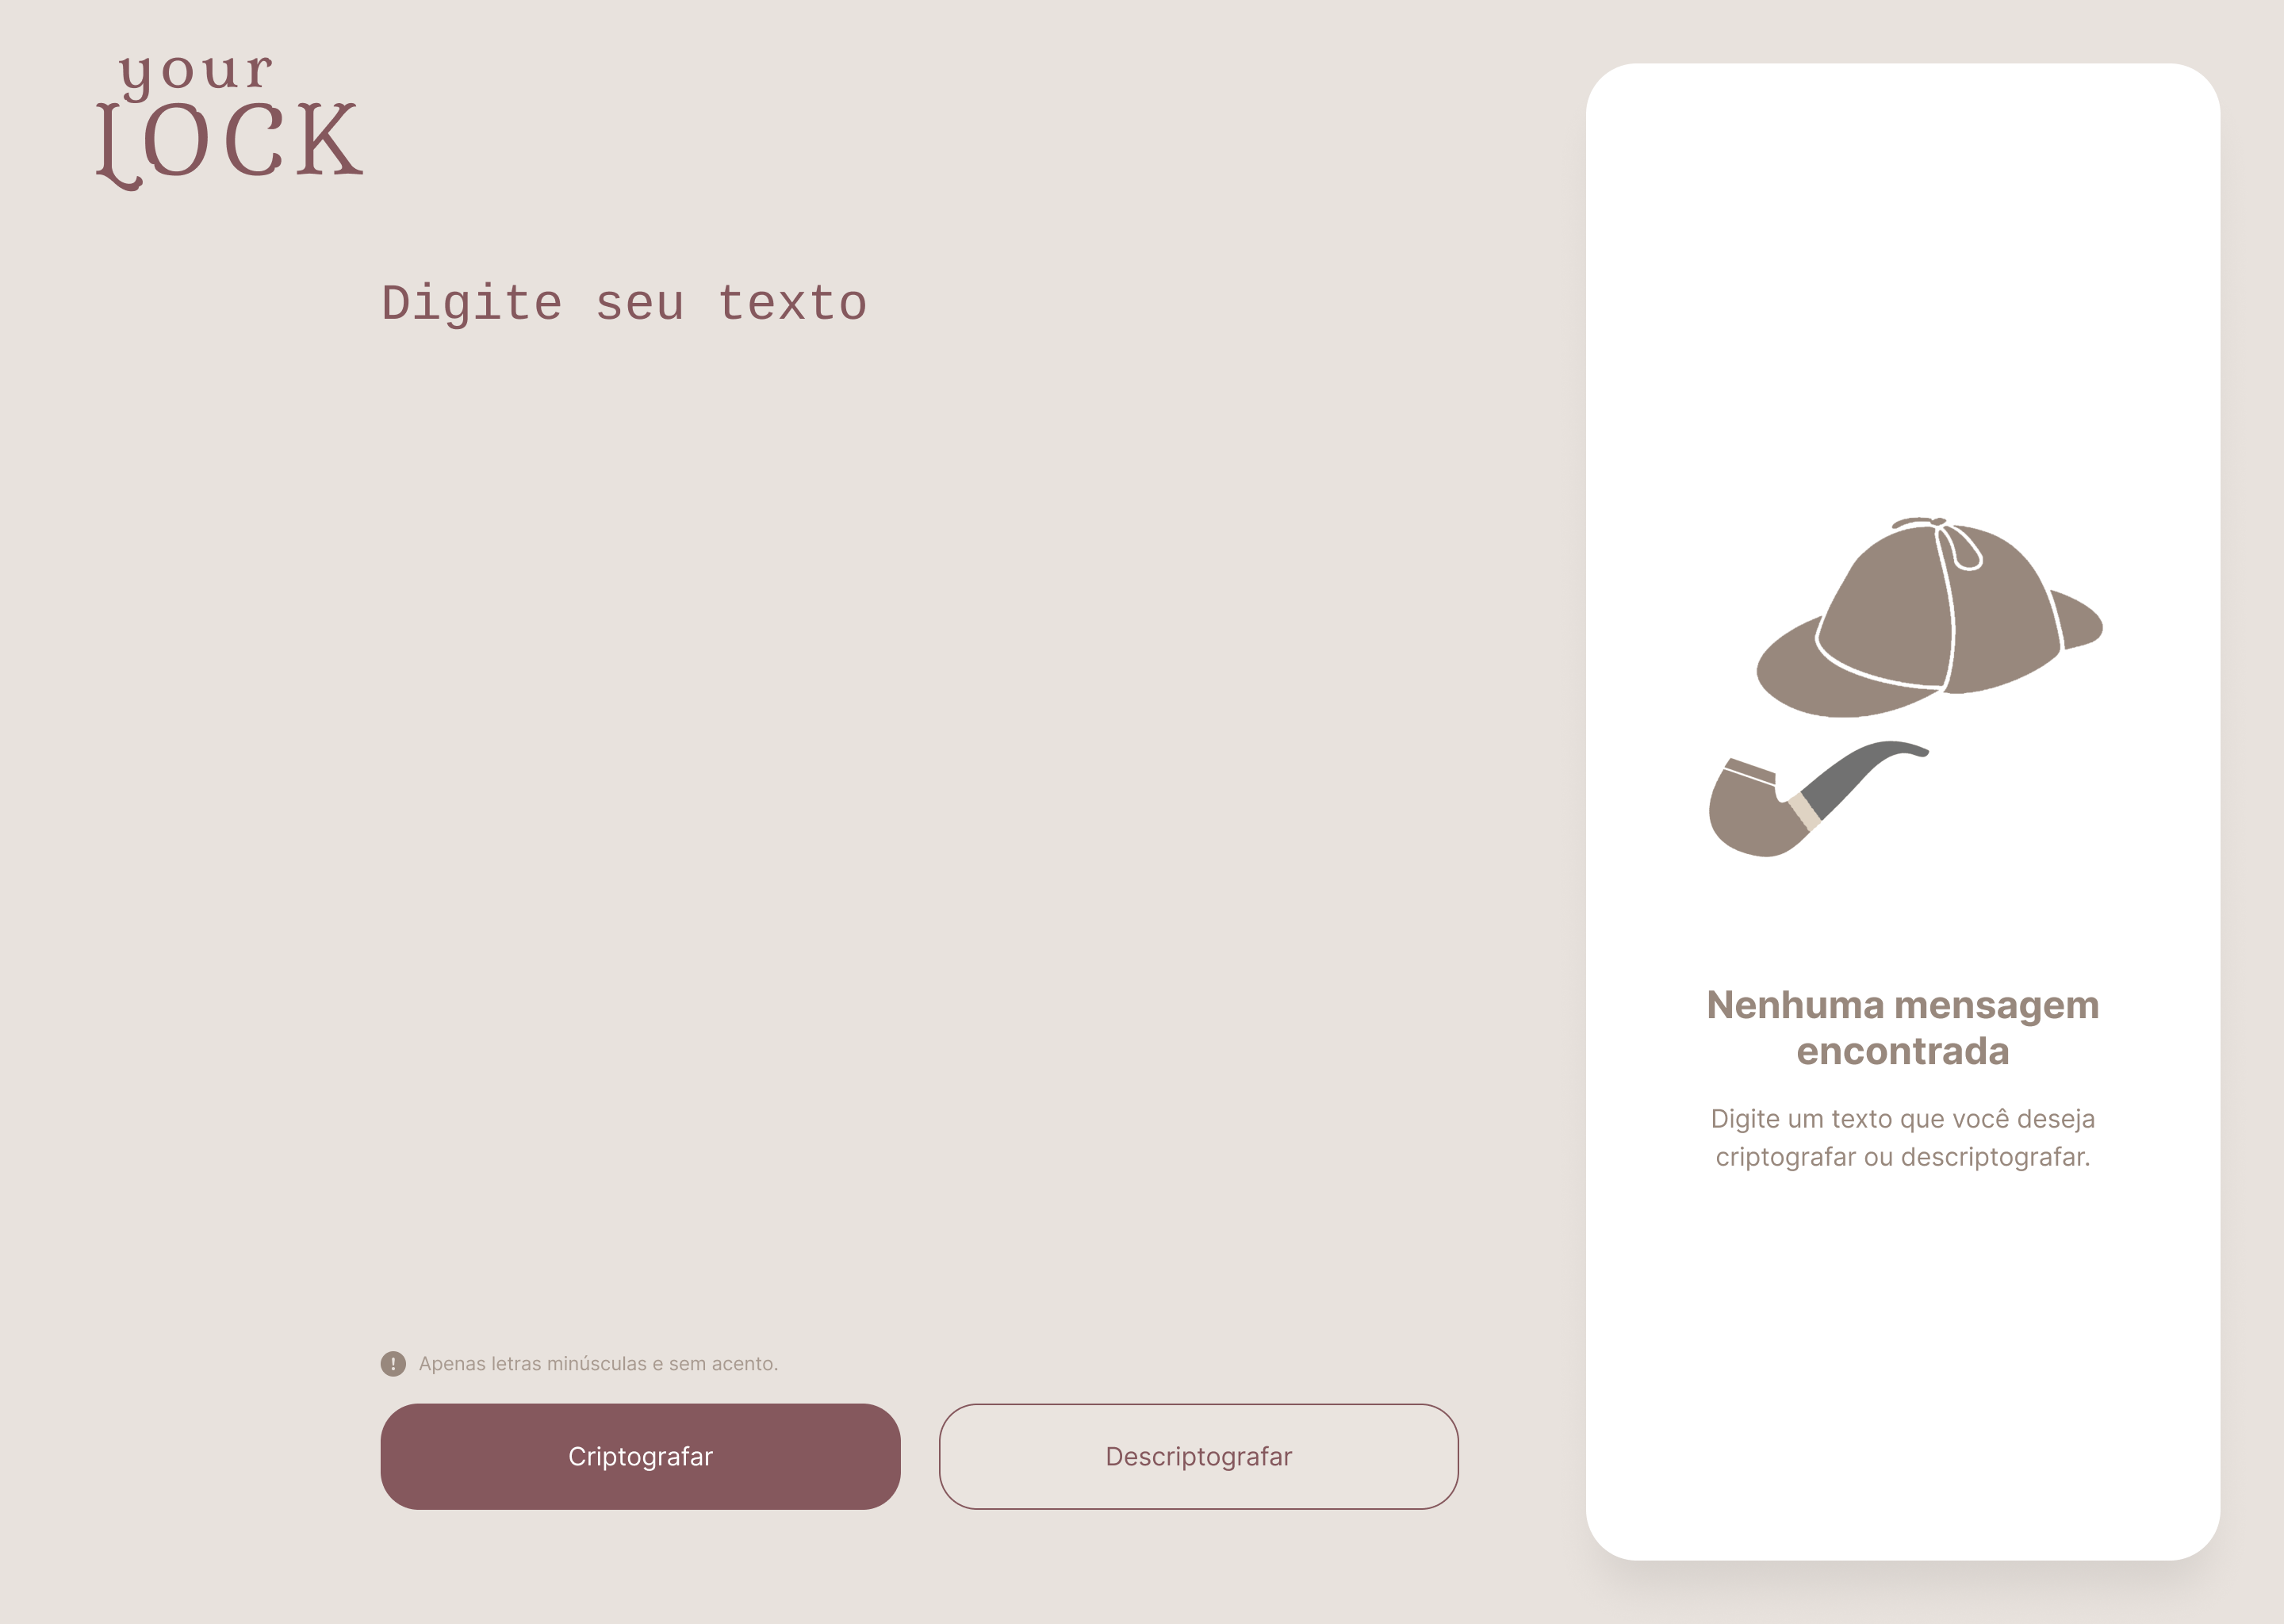 your
LOCK
Digite seu texto
Nenhuma mensagem
encontrada
Digite um texto que você deseja
criptografar ou descriptografar.
! Apenas letras minúsculas e sem acento.
Criptografar
Descriptografar